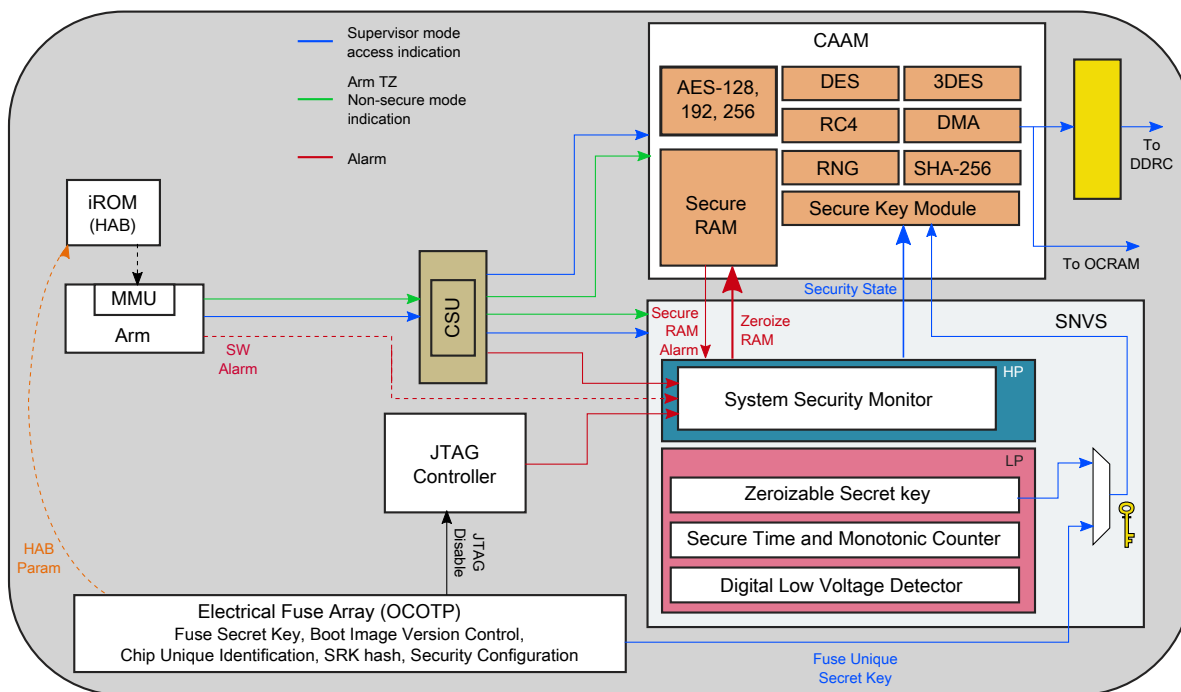 Supervisor mode
access indication
Arm TZ
Non-secure mode
indication
Alarm
CAAM
AES-128,
192, 256
DES
3DES
RC4
DMA
RNG
SHA-256
Secure
RAM
Secure Key Module
To
DDRC
To OCRAM
iROM
(HAB)
MMU
Arm
CSU
SW
Alarm
Security State
Secure
RAM
Alarm
Zeroize
RAM
SNVS
HP
System Security Monitor
JTAG
Controller
LP
Zeroizable Secret key
Secure Time and Monotonic Counter
Digital Low Voltage Detector
JTAG
Disable
HAB
Param
Electrical Fuse Array (OCOTP)
Fuse Secret Key, Boot Image Version Control,
Chip Unique Identification, SRK hash, Security Configuration
Fuse Unique
Secret Key